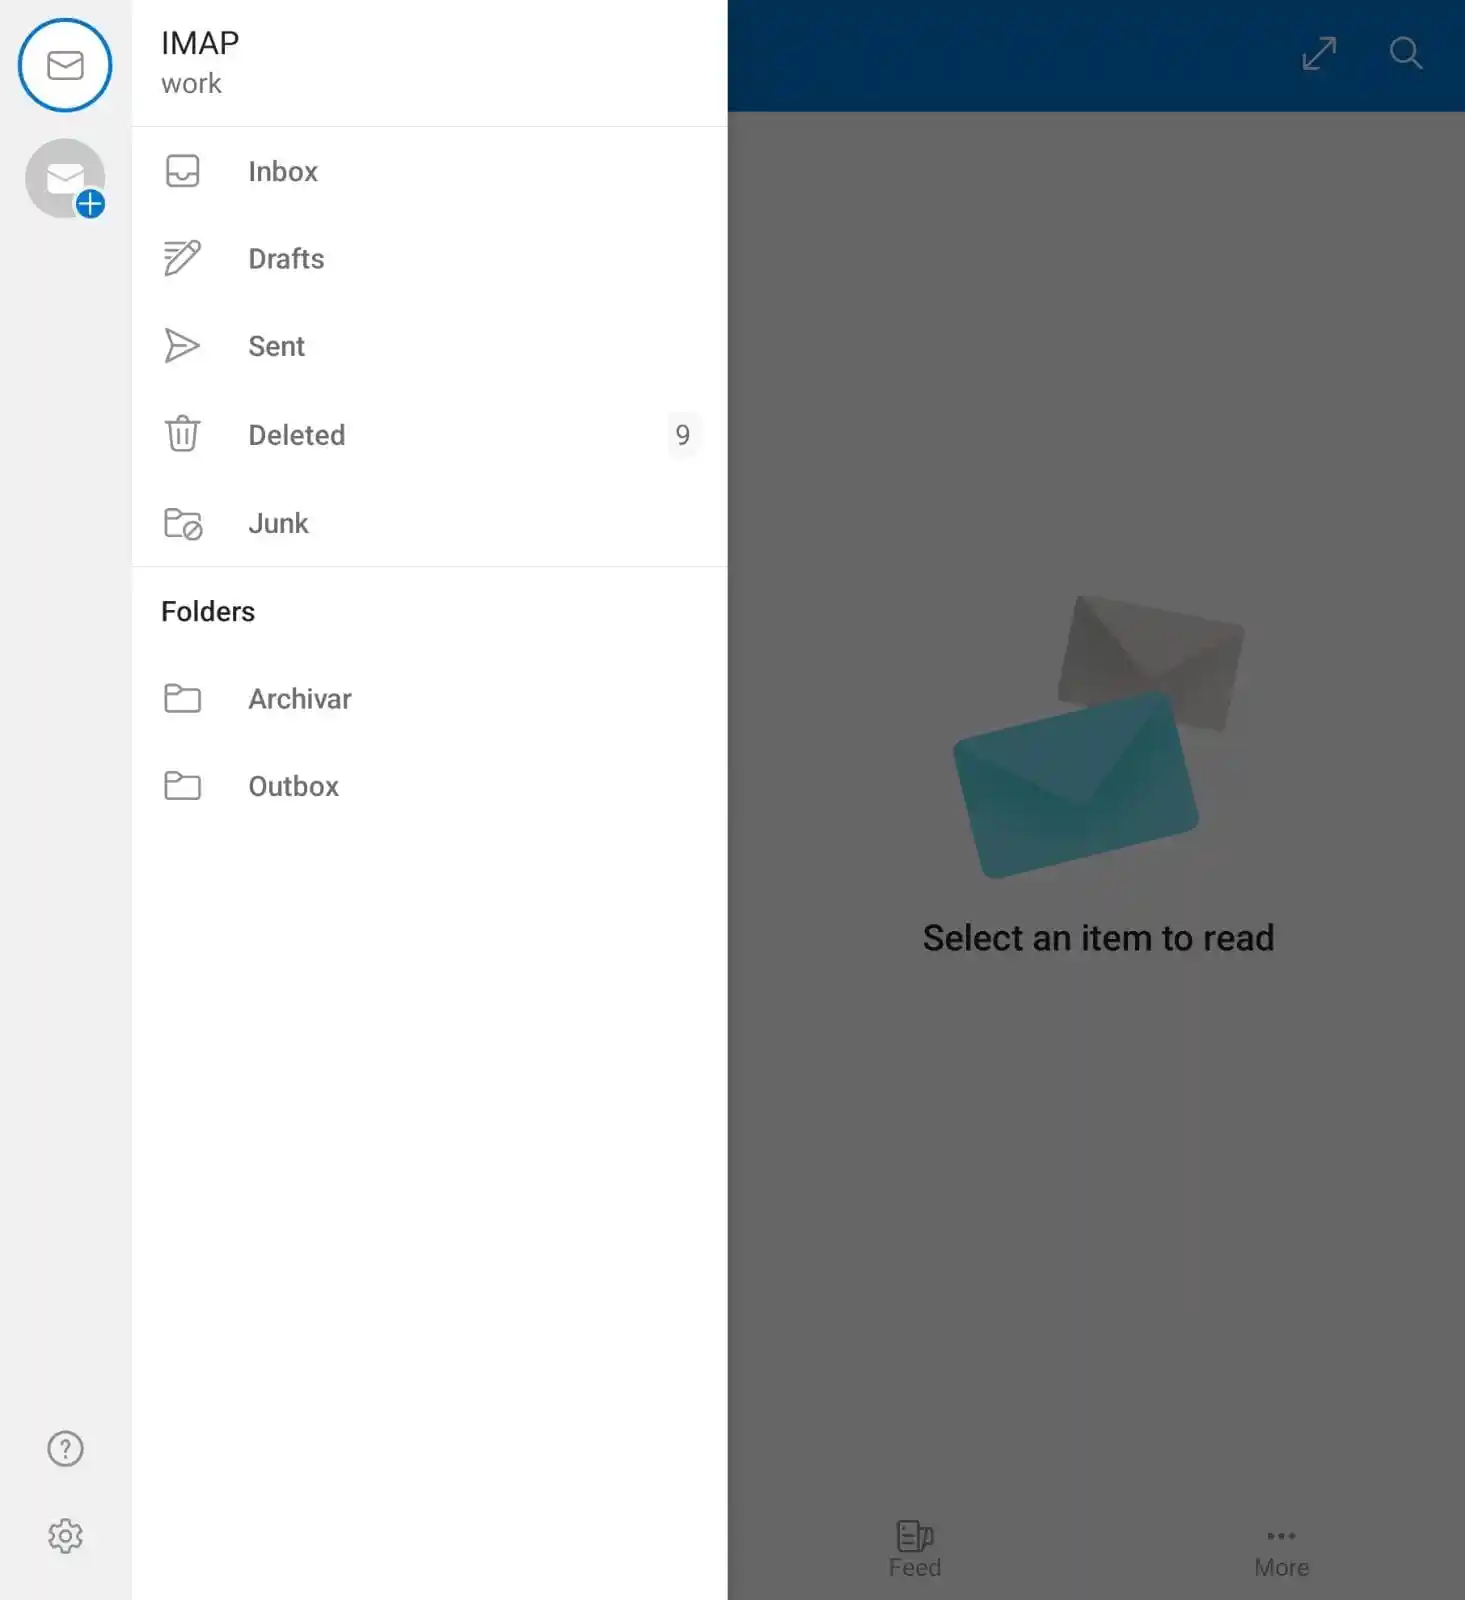 IMAP
work
Inbox
Drafts
Sent
Deleted 9
Junk
Folders
Archivar
Outbox
Select an item to read
Feed
More